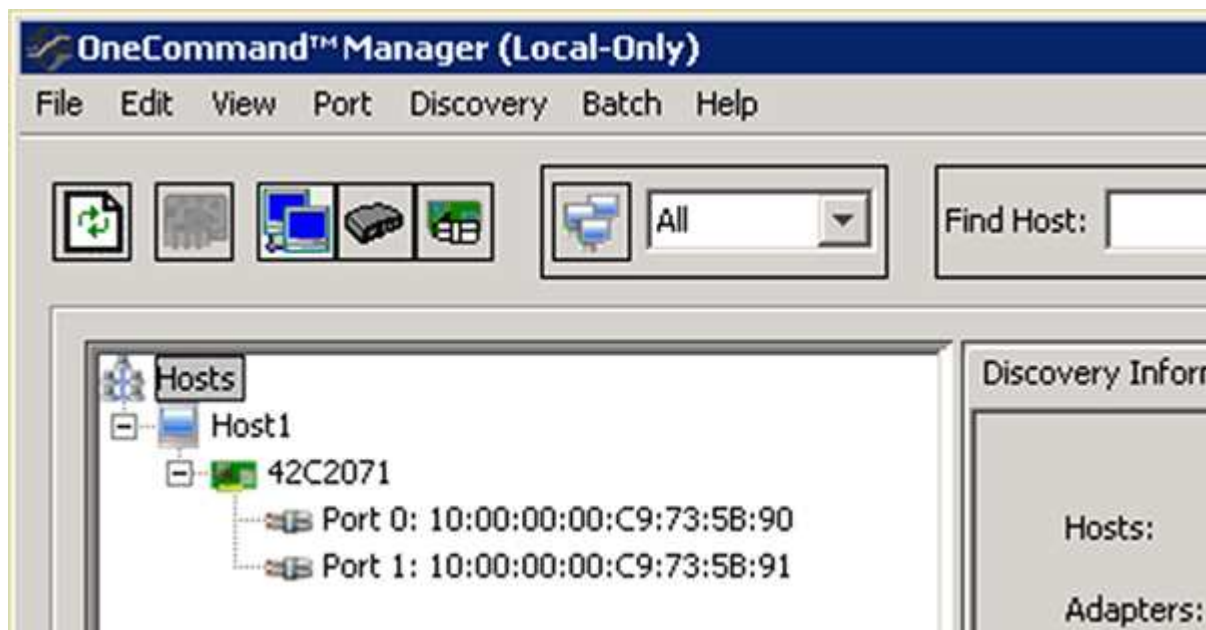 OneCommand™ Manager (Local-Only)
File Edit View Port Discovery Batch Help
All
Find Host:
Hosts
Discovery Infor
Host1
42C2071
Port 0: 10:00:00:00:C9:73:5B:90
Hosts:
Port 1: 10:00:00:00:C9:73:5B:91
Adapters: